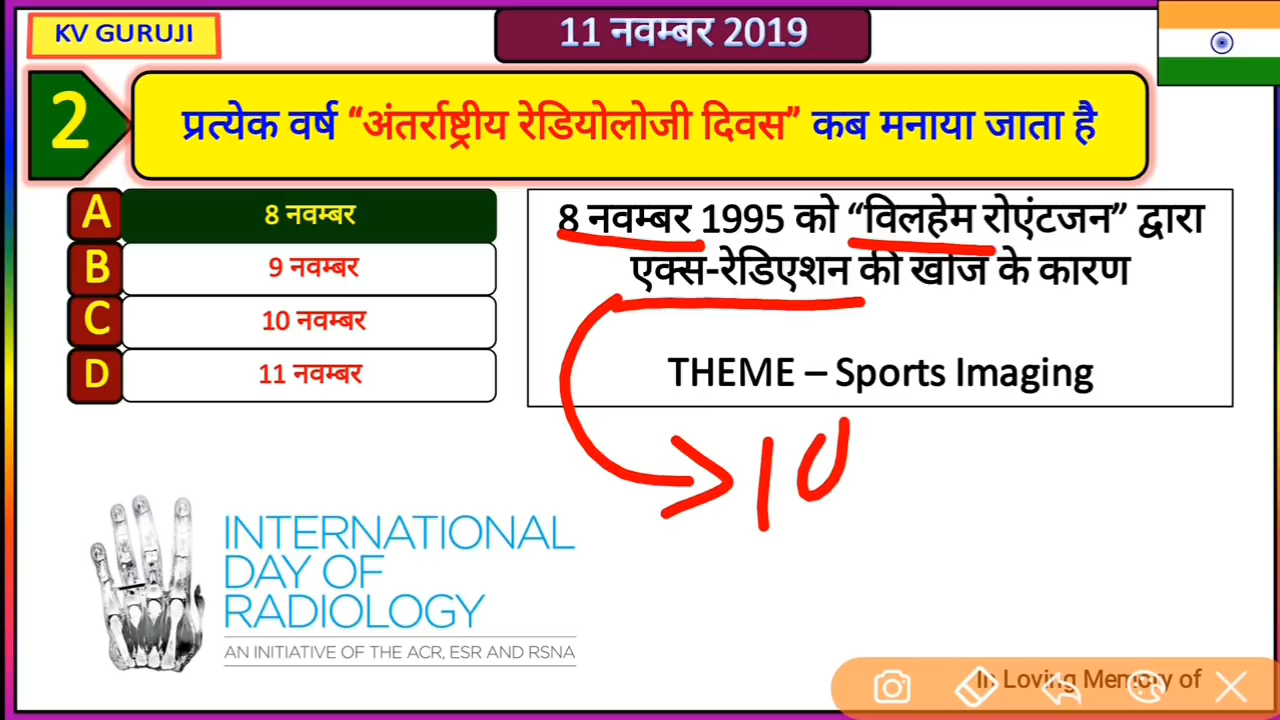 KV GURUJI
11 नवम्बर 2019
2
प्रत्येक वर्ष “अंतर्राष्ट्रीय रेडियोलोजी दिवस” कब मनाया जाता है
A 8 नवम्बर
B 9 नवम्बर
C 10 नवम्बर
D 11 नवम्बर
8 नवम्बर 1995 को “विलहेम रोएंटजन” द्वारा
एक्स-रेडिएशन की खोज के कारण
THEME – Sports Imaging
10
INTERNATIONAL
DAY OF
RADIOLOGY
AN INITIATIVE OF THE ACR, ESR AND RSNA
In Loving Memory of